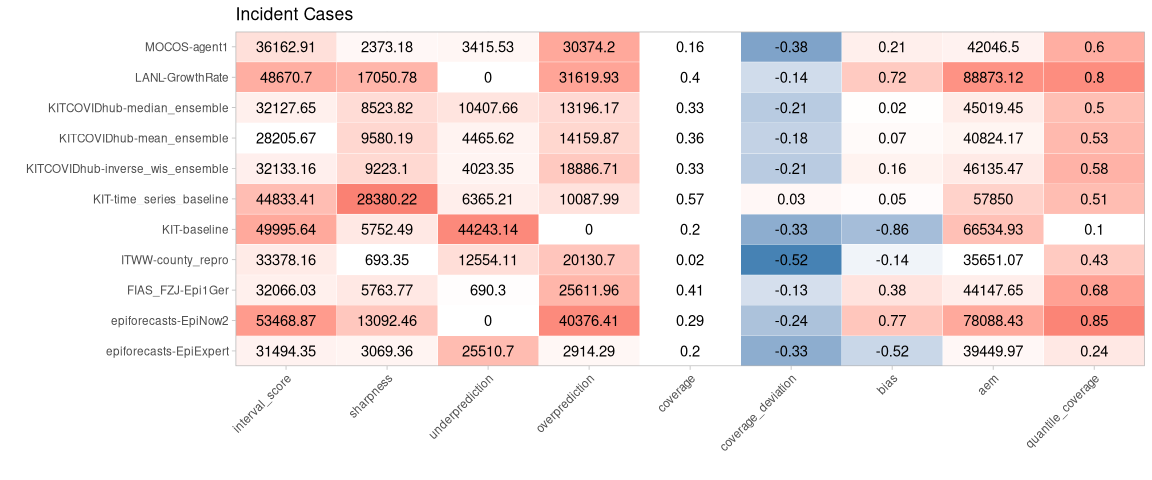 Incident Cases
MOCOS-agent1 36162.91 2373.18 3415.53 30374.2 0.16 -0.38 0.21 42046.5 0.6
LANL-GrowthRate 48670.7 17050.78 0 31619.93 0.4 -0.14 0.72 88873.12 0.8
KITCOVIDhub-median_ensemble 32127.65 8523.82 10407.66 13196.17 0.33 -0.21 0.02 45019.45 0.5
KITCOVIDhub-mean_ensemble 28205.67 9580.19 4465.62 14159.87 0.36 -0.18 0.07 40824.17 0.53
KITCOVIDhub-inverse_wis_ensemble 32133.16 9223.1 4023.35 18886.71 0.33 -0.21 0.16 46135.47 0.58
KIT-time_series_baseline 44833.41 28380.22 6365.21 10087.99 0.57 0.03 0.05 57850 0.51
KIT-baseline 49995.64 5752.49 44243.14 0 0.2 -0.33 -0.86 66534.93 0.1
ITWW-county_repro 33378.16 693.35 12554.11 20130.7 0.02 -0.52 -0.14 35651.07 0.43
FIAS_FZJ-Epi1Ger 32066.03 5763.77 690.3 25611.96 0.41 -0.13 0.38 44147.65 0.68
epiforecasts-EpiNow2 53468.87 13092.46 0 40376.41 0.29 -0.24 0.77 78088.43 0.85
epiforecasts-EpiExpert 31494.35 3069.36 25510.7 2914.29 0.2 -0.33 -0.52 39449.97 0.24
interval_score sharpness underprediction overprediction coverage coverage_deviation bias aem quantile_coverage